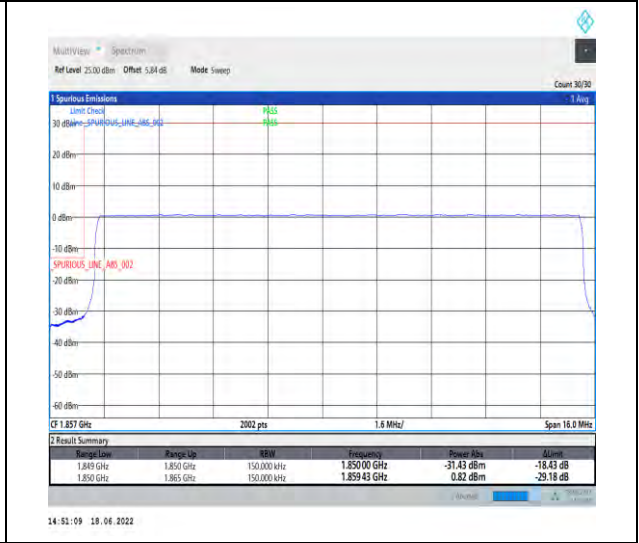 MultiView Spectrum
Ref Level 25.00 dBm Offset 5.84 dB Mode Sweep
Count 30/30
1 Spurious Emissions 1 Avg
Limit Check PASS
30 dBm Line _SPURIOUS_LINE_ABS_002 PASS
20 dBm
10 dBm
0 dBm
-10 dBm
_SPURIOUS_LINE_ABS_002
-20 dBm
-30 dBm
-40 dBm
-50 dBm
-60 dBm
CF 1.857 GHz 2002 pts 1.6 MHz/ Span 16.0 MHz
2 Result Summary
Range Low Range Up RBW Frequency Power Abs ΔLimit
1.849 GHz 1.850 GHz 150.000 kHz 1.85000 GHz -31.43 dBm -18.43 dB
1.850 GHz 1.865 GHz 150.000 kHz 1.85943 GHz 0.82 dBm -29.18 dB
14:51:09 18.06.2022